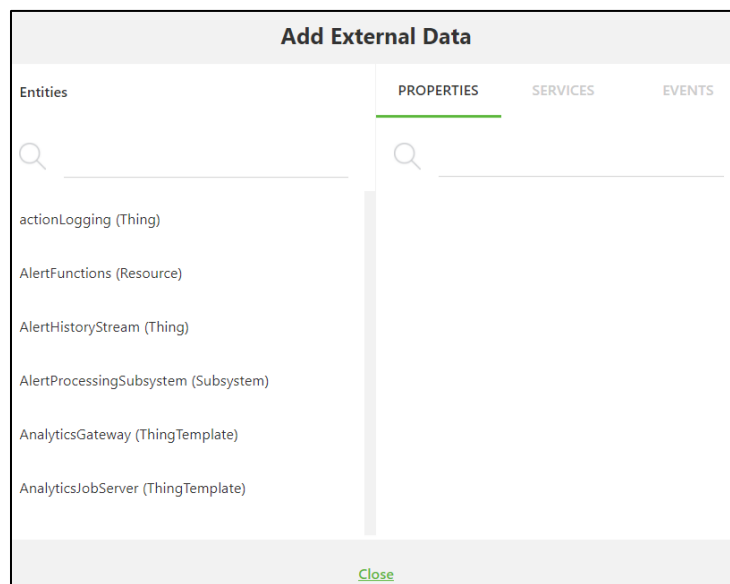 Add External Data
Entities
PROPERTIES SERVICES EVENTS
actionLogging (Thing)
AlertFunctions (Resource)
AlertHistoryStream (Thing)
AlertProcessingSubsystem (Subsystem)
AnalyticsGateway (ThingTemplate)
AnalyticsJobServer (ThingTemplate)
Close